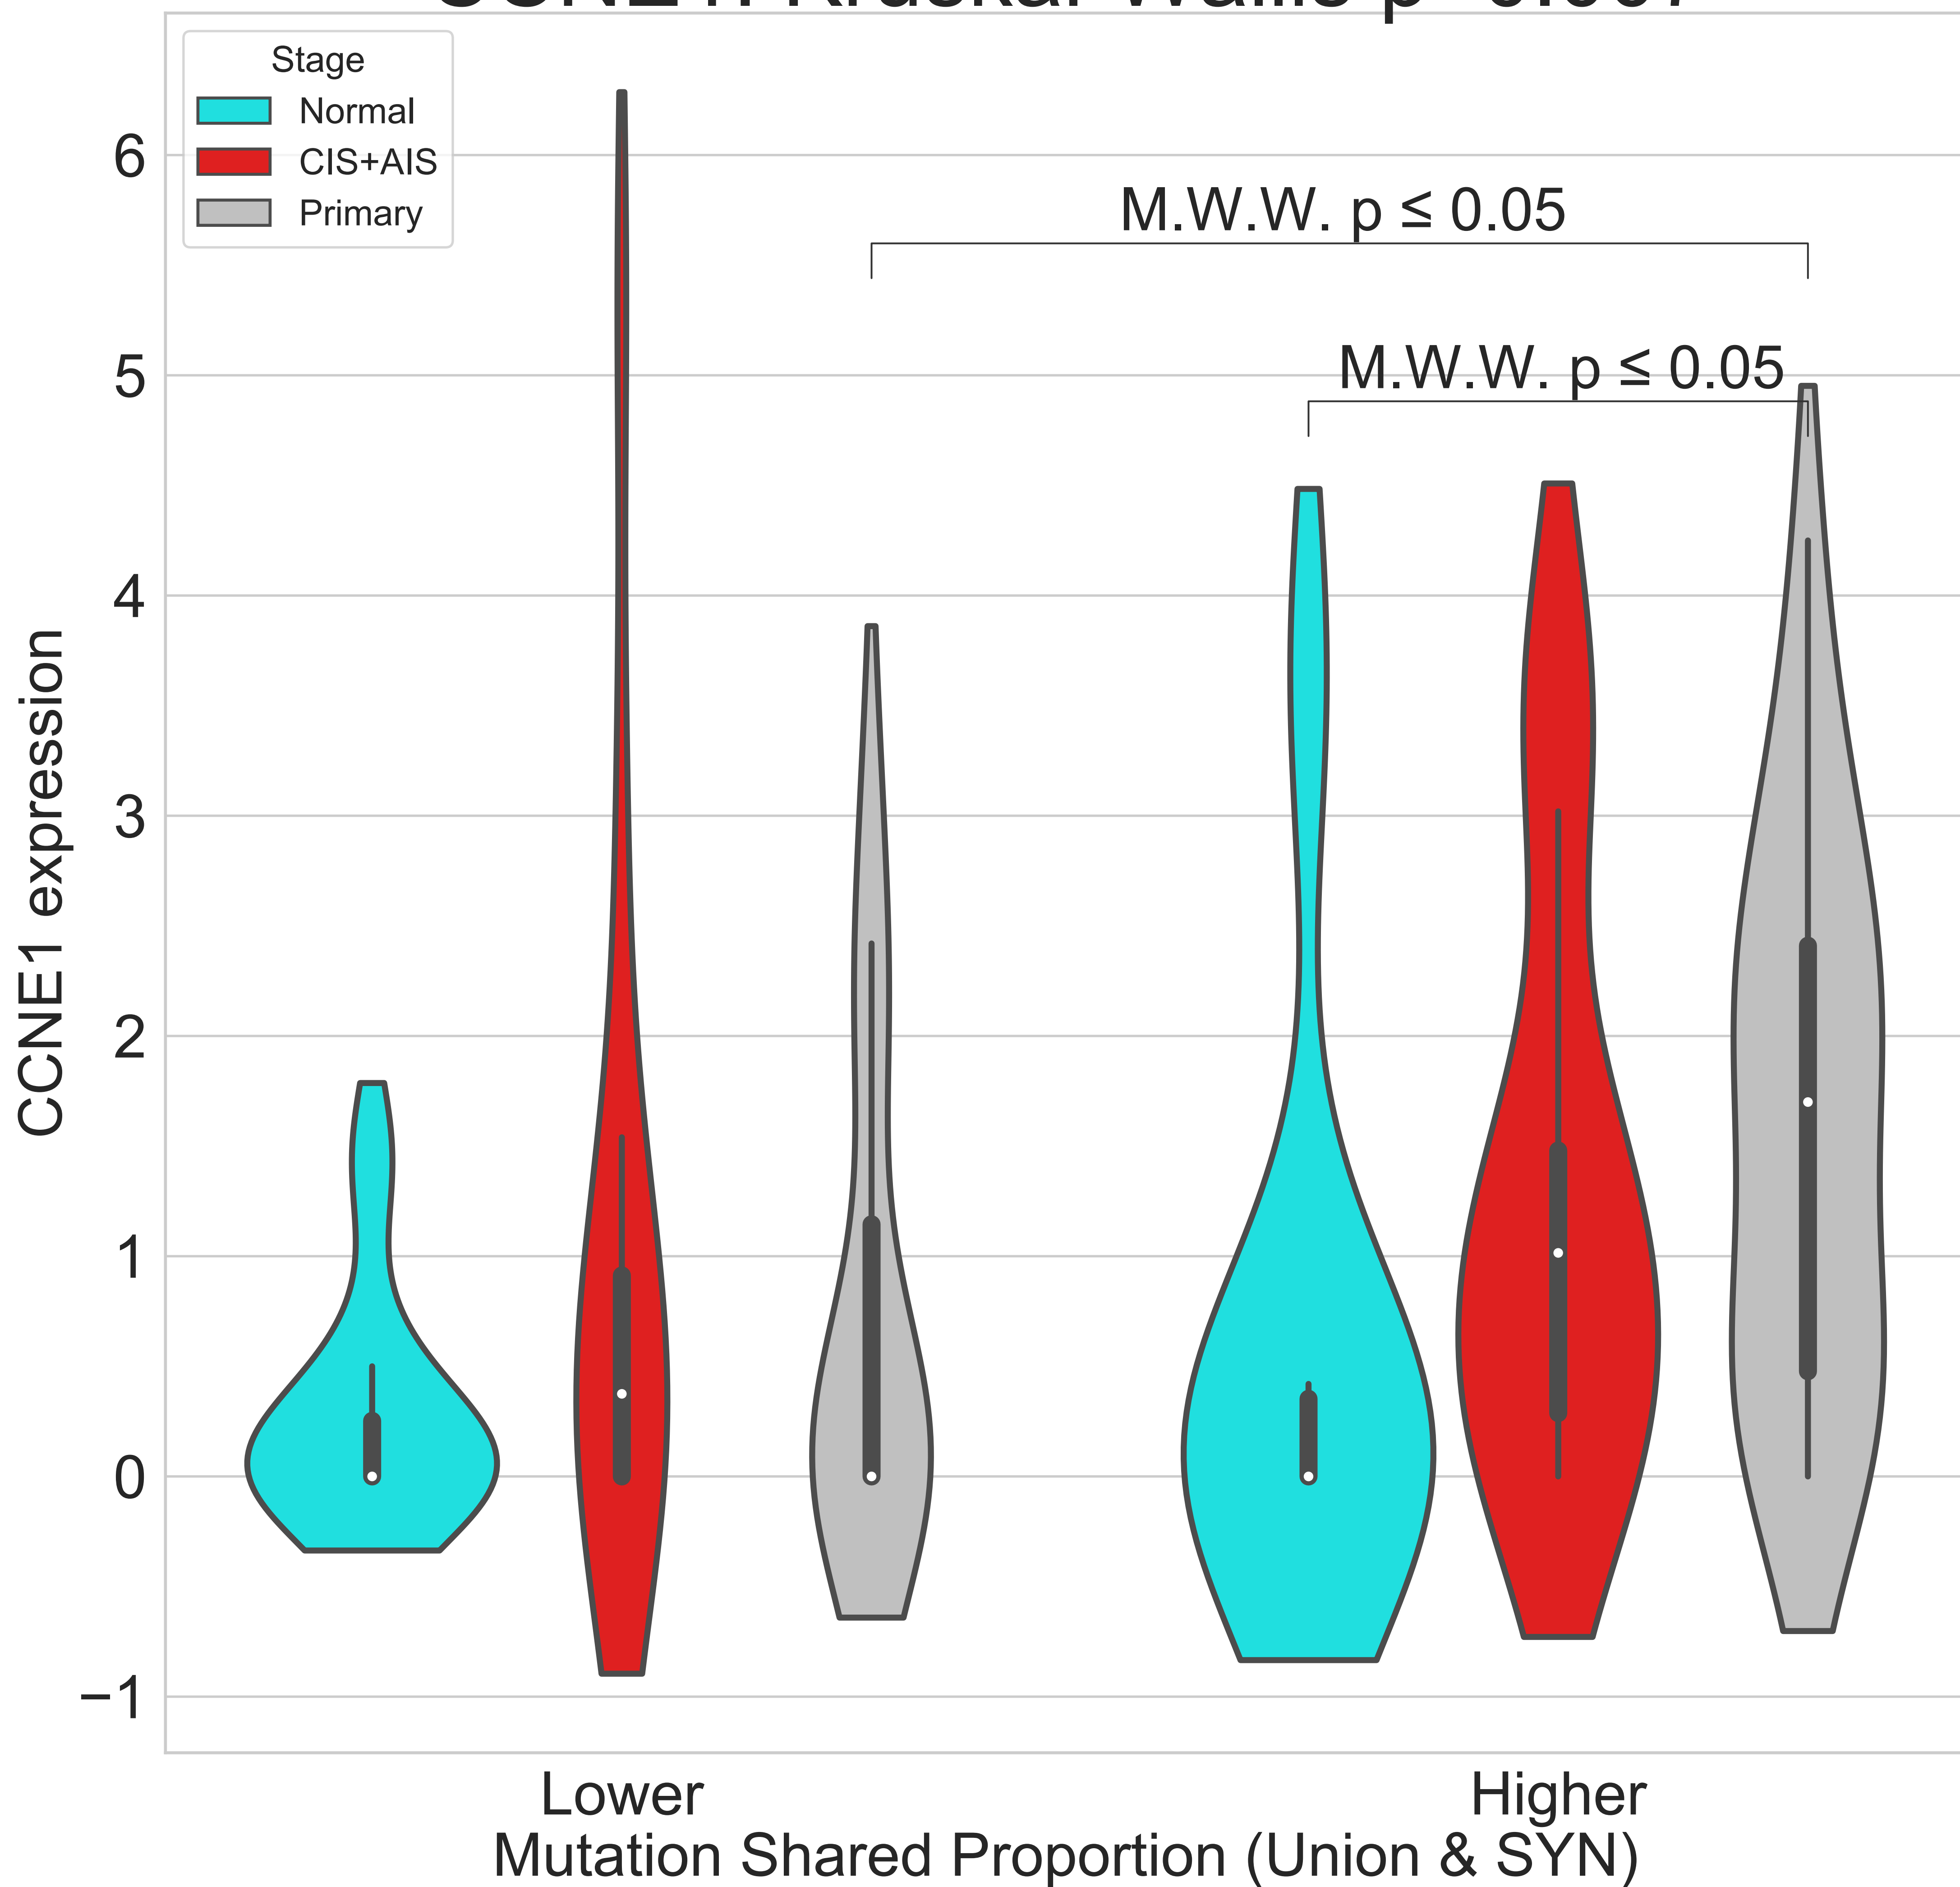 Stage
Normal
CIS+AIS
Primary
M.W.W. p ≤ 0.05
M.W.W. p ≤ 0.05
6
5
4
3
2
1
0
−1
CCNE1 expression
Lower
Higher
Mutation Shared Proportion (Union & SYN)